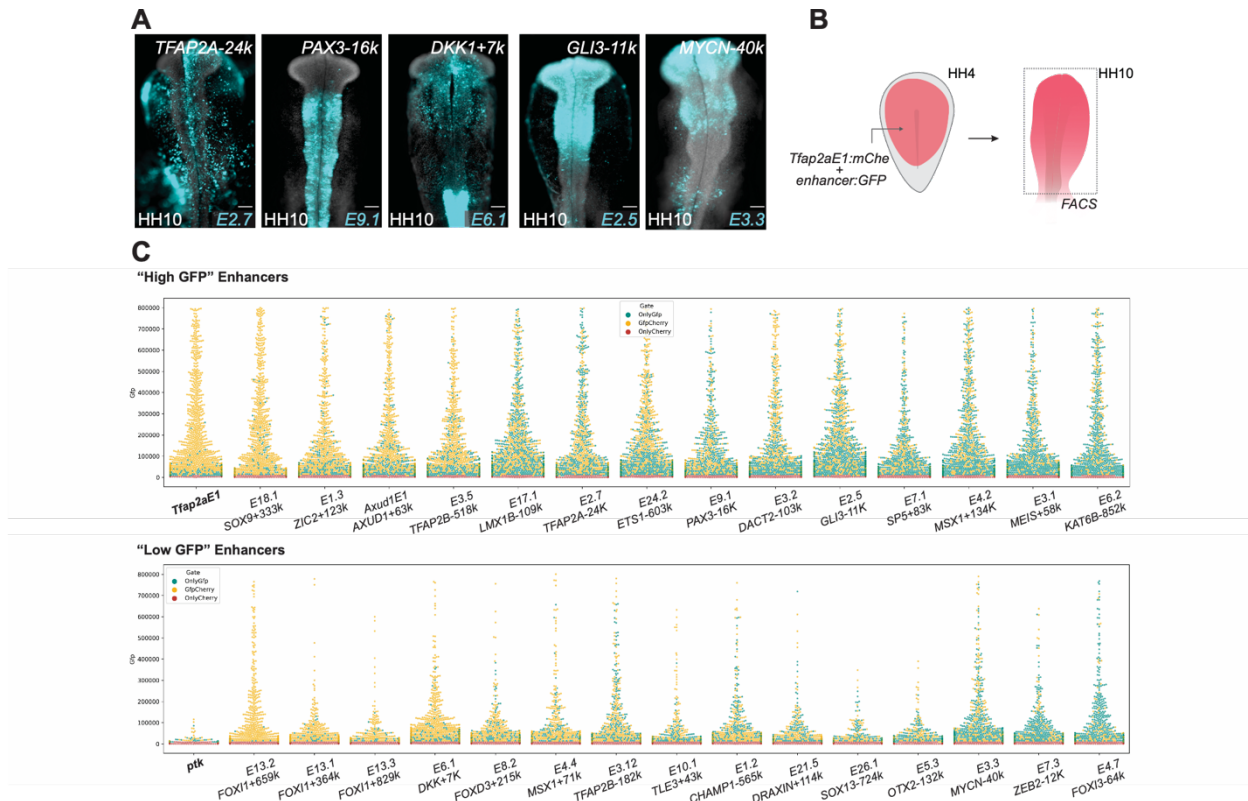 A
TFAP2A-24k PAX3-16k DKK1+7k GLI3-11k MYCN-40k
HH10 E2.7 HH10 E9.1 HH10 E6.1 HH10 E2.5 HH10 E3.3
B
HH4 HH10
Tfap2aE1:mChe
+
enhancer:GFP
FACS
C
"High GFP" Enhancers
Gate
OnlyGfp
GfpCherry
OnlyCherry
Gfp
800000
700000
600000
500000
400000
300000
200000
100000
0
Tfap2aE1
E18.1
SOX9+333k
E1.3
ZIC2+123k
Axud1E1
AXUD1+63k
E3.5
TFAP2B-518k
E17.1
LMX1B-109k
E2.7
TFAP2A-24K
E24.2
ETS1-603k
E9.1
PAX3-16K
E3.2
DACT2-103k
E2.5
GLI3-11K
E7.1
SP5+83k
E4.2
MSX1+134K
E3.1
MEIS+58k
E6.2
KAT6B-852k
"Low GFP" Enhancers
Gate
OnlyGfp
GfpCherry
OnlyCherry
Gfp
800000
700000
600000
500000
400000
300000
200000
100000
0
ptk
E13.2
FOXI1+659k
E13.1
FOXI1+364k
E13.3
FOXI1+829k
E6.1
DKK+7K
E8.2
FOXD3+215k
E4.4
MSX1+71k
E3.12
TFAP2B-182k
E10.1
TLE3+43k
E1.2
CHAMP1-565k
E21.5
DRAXIN+114k
E26.1
SOX13-724k
E5.3
OTX2-132k
E3.3
MYCN-40k
E7.3
ZEB2-12K
E4.7
FOXI3-64k